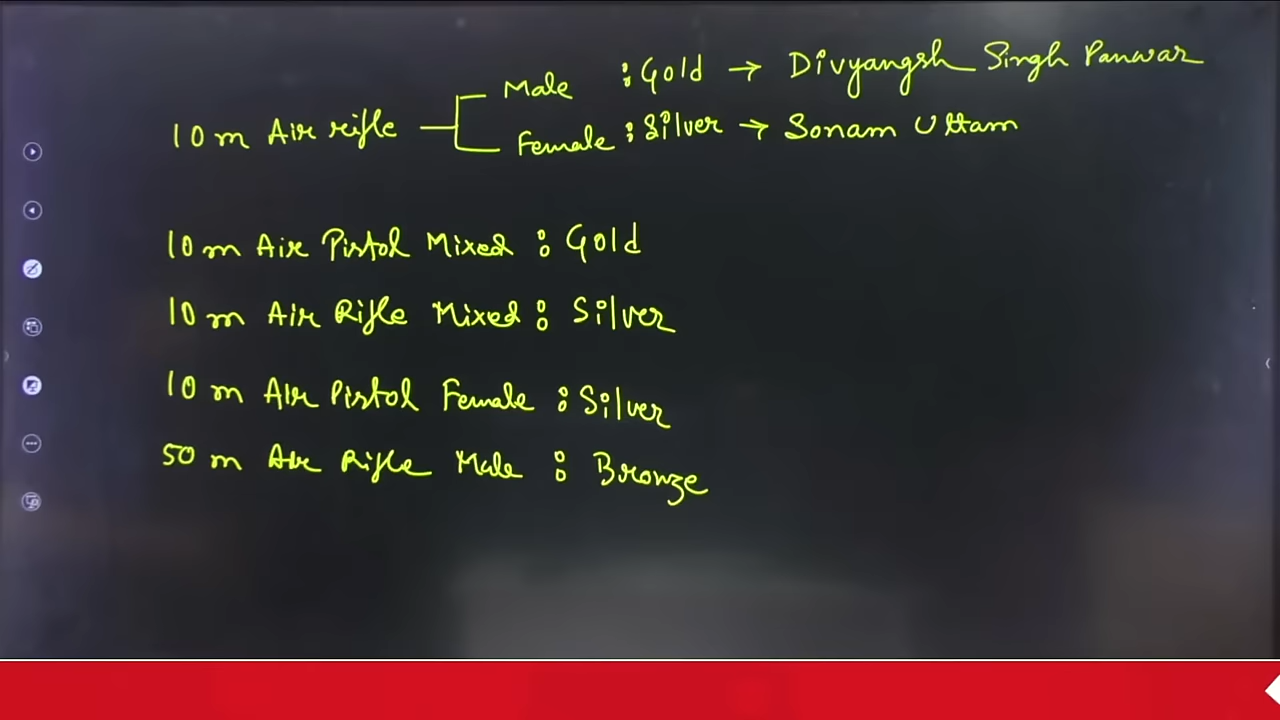 10 m Air rifle
Male : Gold → Divyangsh Singh Panwar
Female : Silver → Sonam Uttam
10 m Air Pistol Mixed : Gold
10 m Air Rifle Mixed : Silver
10 m Air Pistol Female : Silver
50 m Air Rifle Male : Bronze